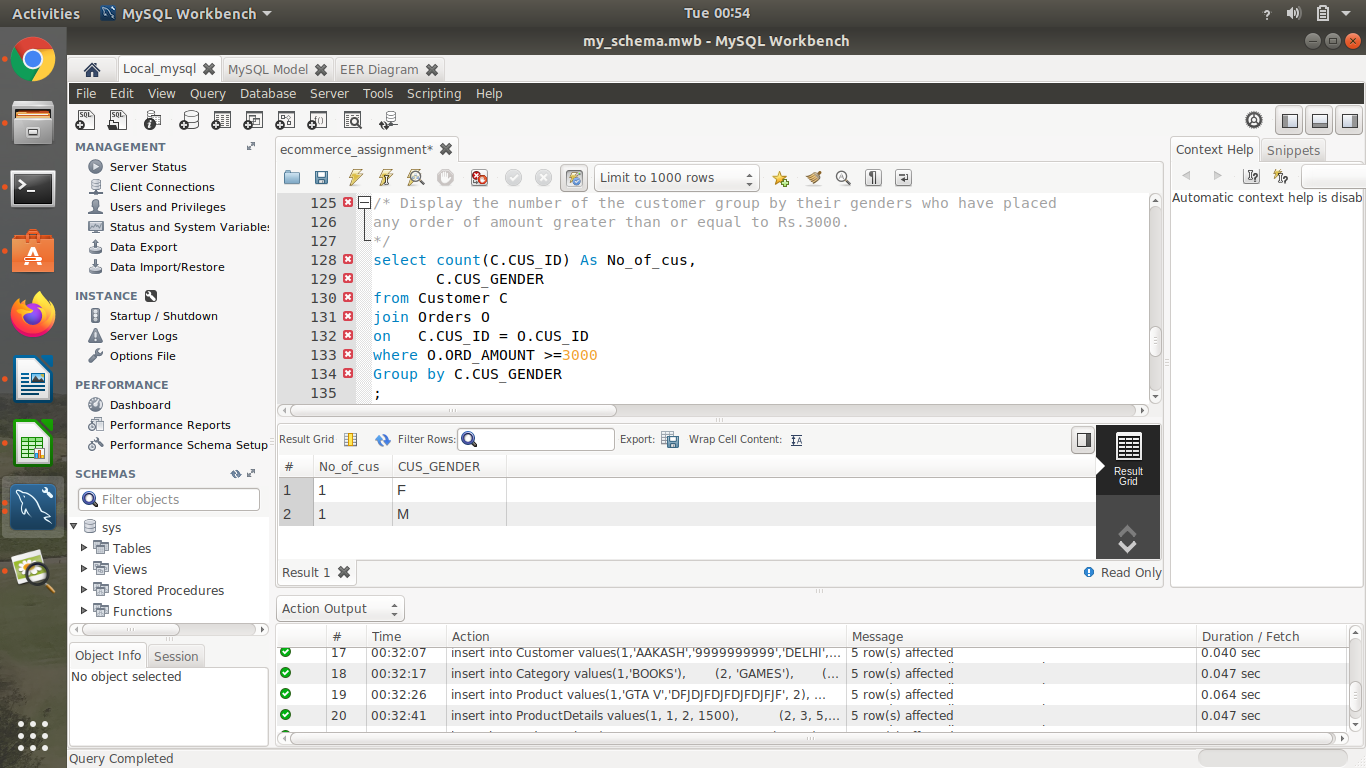 Activities MySQL Workbench Tue 00:54 ?
my_schema.mwb - MySQL Workbench
Local_mysql MySQL Model EER Diagram
File Edit View Query Database Server Tools Scripting Help
MANAGEMENT
Server Status
Client Connections
Users and Privileges
Status and System Variables
Data Export
Data Import/Restore
INSTANCE
Startup / Shutdown
Server Logs
Options File
PERFORMANCE
Dashboard
Performance Reports
Performance Schema Setup
SCHEMAS
Filter objects
sys
Tables
Views
Stored Procedures
Functions
Object Info Session
No object selected
ecommerce_assignment*
Limit to 1000 rows
125 /* Display the number of the customer group by their genders who have placed
126 any order of amount greater than or equal to Rs.3000.
127 */
128 select count(C.CUS_ID) As No_of_cus,
129 C.CUS_GENDER
130 from Customer C
131 join Orders O
132 on C.CUS_ID = O.CUS_ID
133 where O.ORD_AMOUNT >=3000
134 Group by C.CUS_GENDER
135 ;
Result Grid Filter Rows: Export: Wrap Cell Content:
# No_of_cus CUS_GENDER
1 1 F
2 1 M
Result
Grid
Result 1 Read Only
Context Help Snippets
Automatic context help is disab
Action Output
# Time Action Message Duration / Fetch
17 00:32:07 insert into Customer values(1,'AAKASH','9999999999','DELHI',... 5 row(s) affected 0.040 sec
18 00:32:17 insert into Category values(1,'BOOKS'), (2, 'GAMES'), (... 5 row(s) affected 0.047 sec
19 00:32:26 insert into Product values(1,'GTA V','DFJDJFDJFDJFDJFJF', 2), ... 5 row(s) affected 0.064 sec
20 00:32:41 insert into ProductDetails values(1, 1, 2, 1500), (2, 3, 5,... 5 row(s) affected 0.047 sec
Query Completed